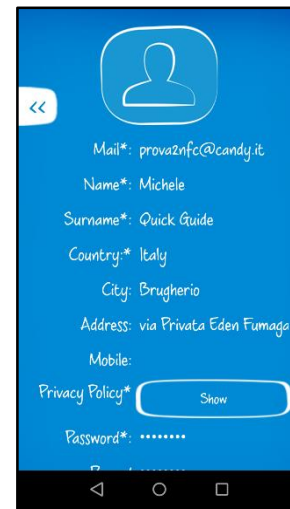 <<
Mail*: prova2nfc@candy.it
Name*: Michele
Surname*: Quick Guide
Country:* Italy
City: Brugherio
Address: via Privata Eden Fumaga
Mobile:
Privacy Policy* Show
Password*: ••••••••